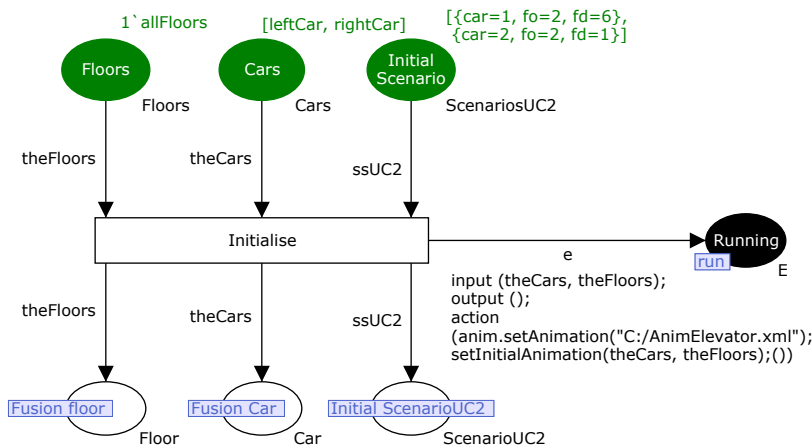 1`allFloors
[leftCar, rightCar]
[{car=1, fo=2, fd=6},
{car=2, fo=2, fd=1}]
Floors
Cars
Initial
Scenario
Floors
Cars
ScenariosUC2
theFloors
theCars
ssUC2
Initialise
e
Running
run
E
input (theCars, theFloors);
output ();
action
(anim.setAnimation("C:/AnimElevator.xml");
setInitialAnimation(theCars, theFloors);())
theFloors
theCars
ssUC2
Fusion floor
Fusion Car
Initial ScenarioUC2
Floor
Car
ScenarioUC2